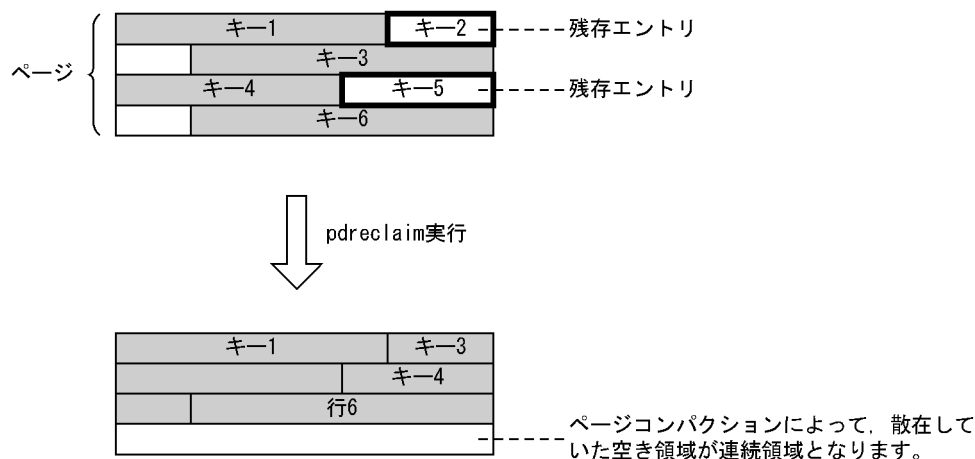 キー1
キー2
残存エントリ
キー3
ページ
キー4
キー5
残存エントリ
キー6
pdreclaim実行
キー1
キー3
キー4
行6
ページコンパクションによって，散在して
いた空き領域が連続領域となります。